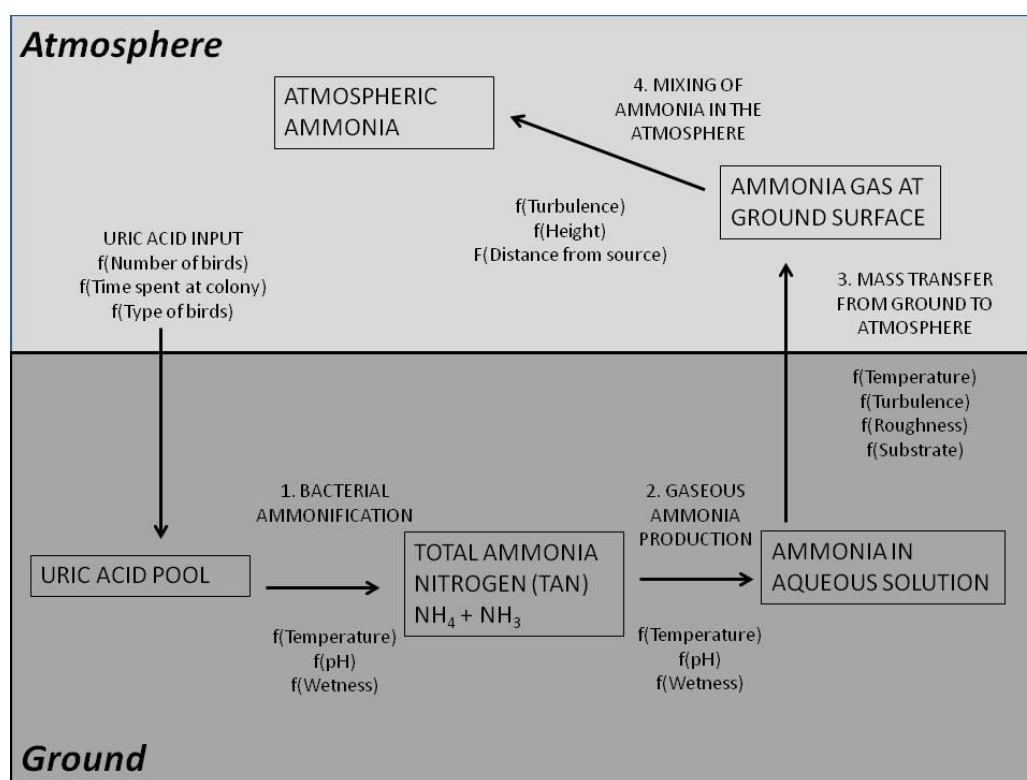 Atmosphere
ATMOSPHERIC
AMMONIA
4. MIXING OF
AMMONIA IN THE
ATMOSPHERE
AMMONIA GAS AT
GROUND SURFACE
f(Turbulence)
f(Height)
F(Distance from source)
URIC ACID INPUT
f(Number of birds)
f(Time spent at colony)
f(Type of birds)
3. MASS TRANSFER
FROM GROUND TO
ATMOSPHERE
f(Temperature)
f(Turbulence)
f(Roughness)
f(Substrate)
1. BACTERIAL
AMMONIFICATION
2. GASEOUS
AMMONIA
PRODUCTION
URIC ACID POOL
TOTAL AMMONIA
NITROGEN (TAN)
NH₄ + NH₃
AMMONIA IN
AQUEOUS SOLUTION
f(Temperature)
f(pH)
f(Wetness)
f(Temperature)
f(pH)
f(Wetness)
Ground